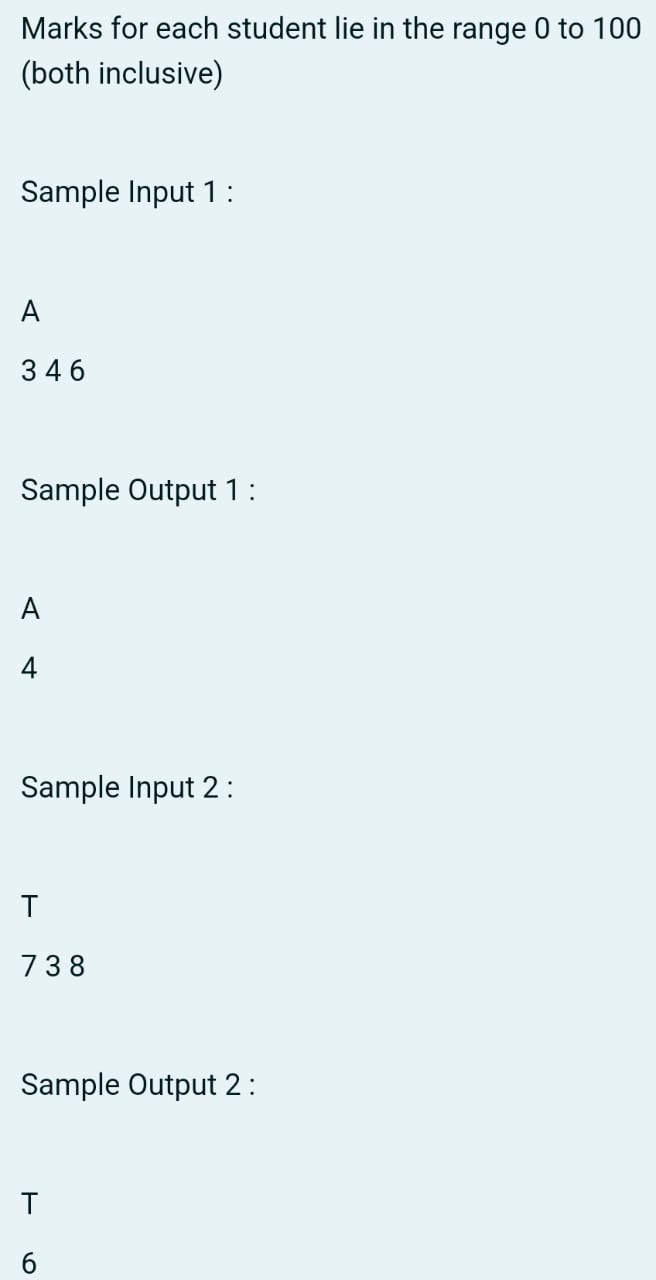 Marks for each student lie in the range 0 to 100
(both inclusive)
Sample Input 1 :
A
3 4 6
Sample Output 1 :
A
4
Sample Input 2 :
T
7 3 8
Sample Output 2 :
T
6